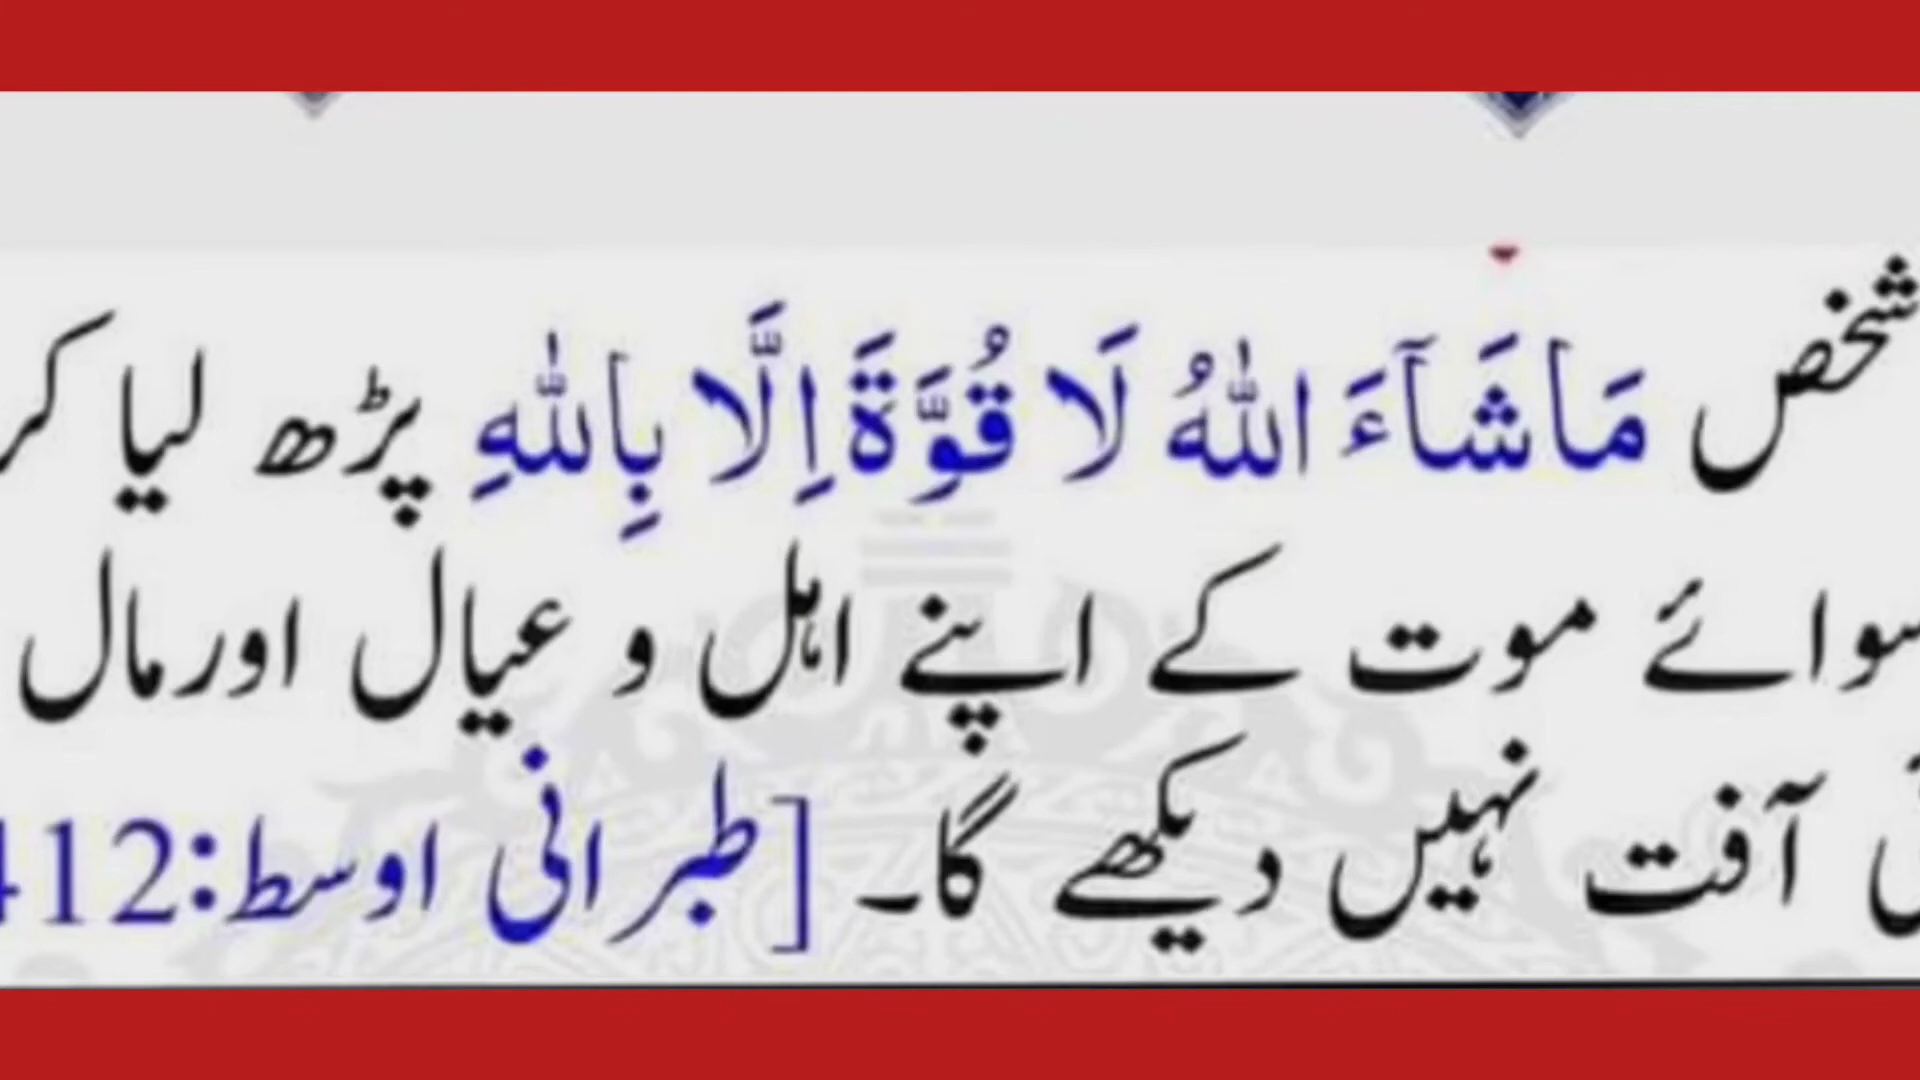 شخص مَاشَآءَ اللّٰهُ لَا قُوَّةَ اِلَّا بِاللّٰهِ پڑھ لیا کر
سوائے موت کے اپنے اہل و عیال اور مال
آفت نہیں دیکھے گا۔ [طبرانی اوسط:412